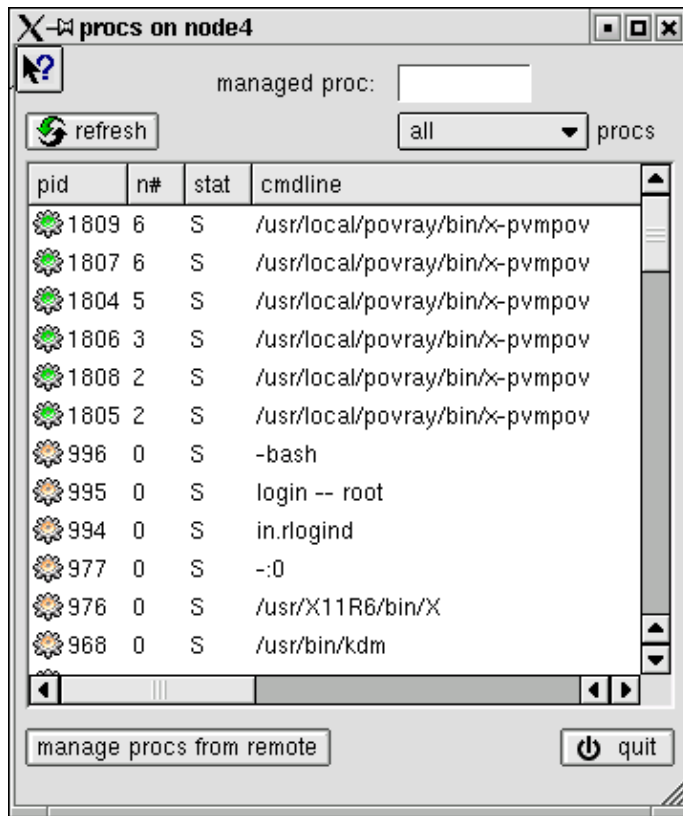 procs on node4
managed proc:
refresh all procs
pid n# stat cmdline
1809 6 S /usr/local/povray/bin/x-pvmpov
1807 6 S /usr/local/povray/bin/x-pvmpov
1804 5 S /usr/local/povray/bin/x-pvmpov
1806 3 S /usr/local/povray/bin/x-pvmpov
1808 2 S /usr/local/povray/bin/x-pvmpov
1805 2 S /usr/local/povray/bin/x-pvmpov
996 0 S -bash
995 0 S login -- root
994 0 S in.rlogind
977 0 S -:0
976 0 S /usr/X11R6/bin/X
968 0 S /usr/bin/kdm
manage procs from remote quit